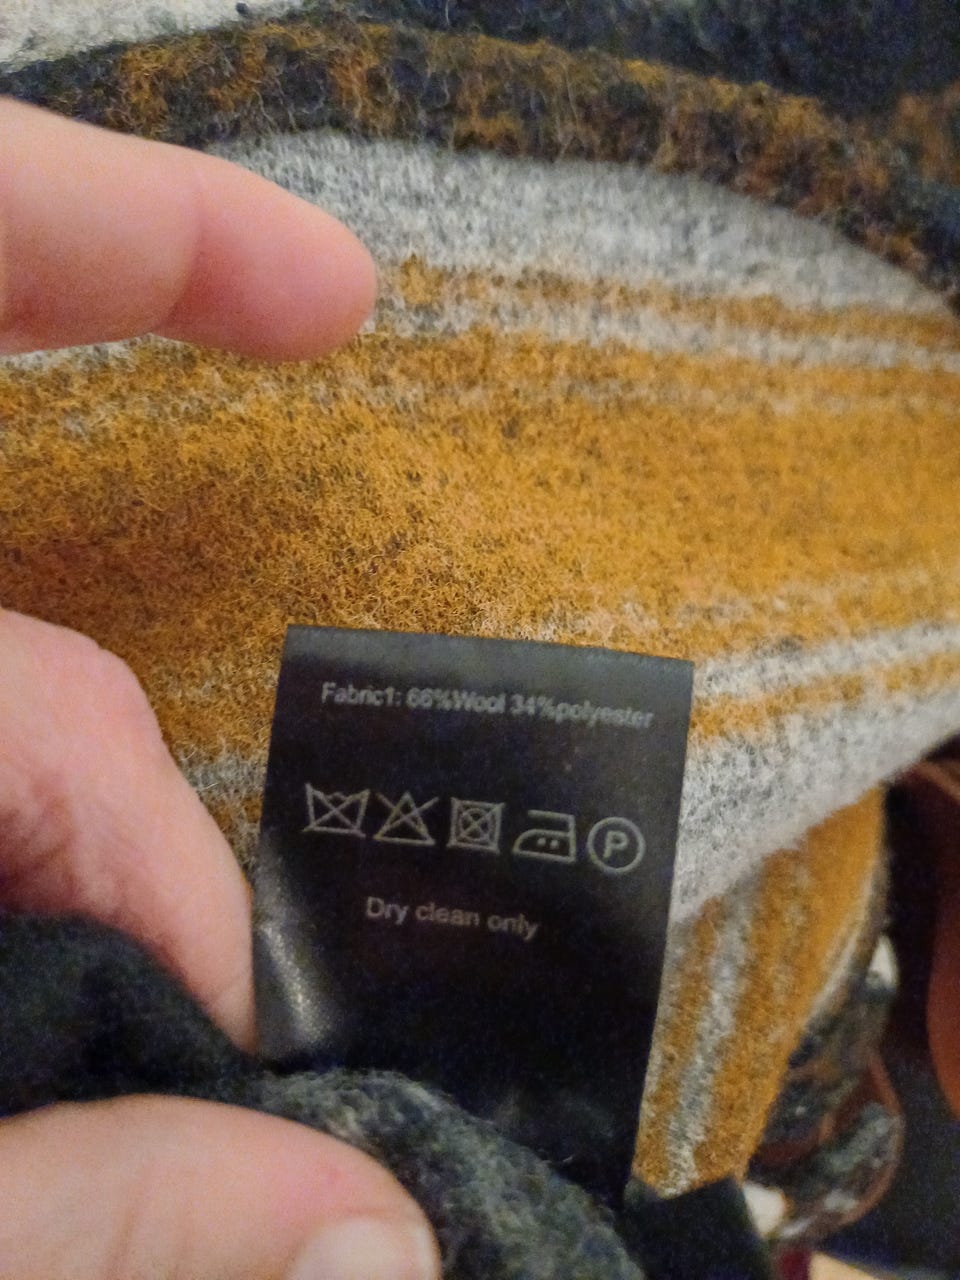 Fabric1: 66%Wool 34%polyester
P
Dry clean only